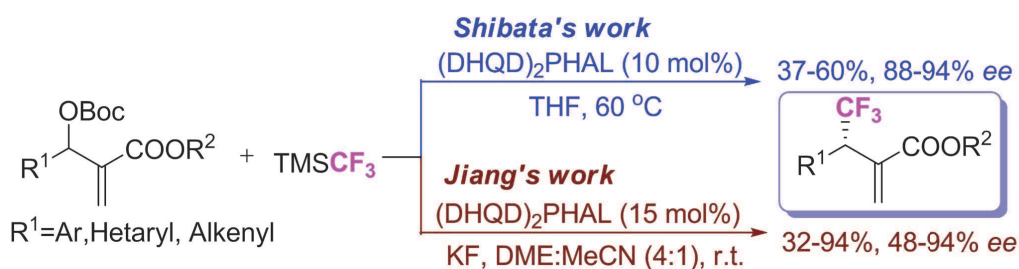 Shibata's work
(DHQD)₂PHAL (10 mol%)
THF, 60 °C
37-60%, 88-94% ee
OBoc
R¹
COOR²
+
TMSCF₃
R¹=Ar,Hetaryl, Alkenyl
CF₃
R¹
COOR²
Jiang's work
(DHQD)₂PHAL (15 mol%)
KF, DME:MeCN (4:1), r.t.
32-94%, 48-94% ee